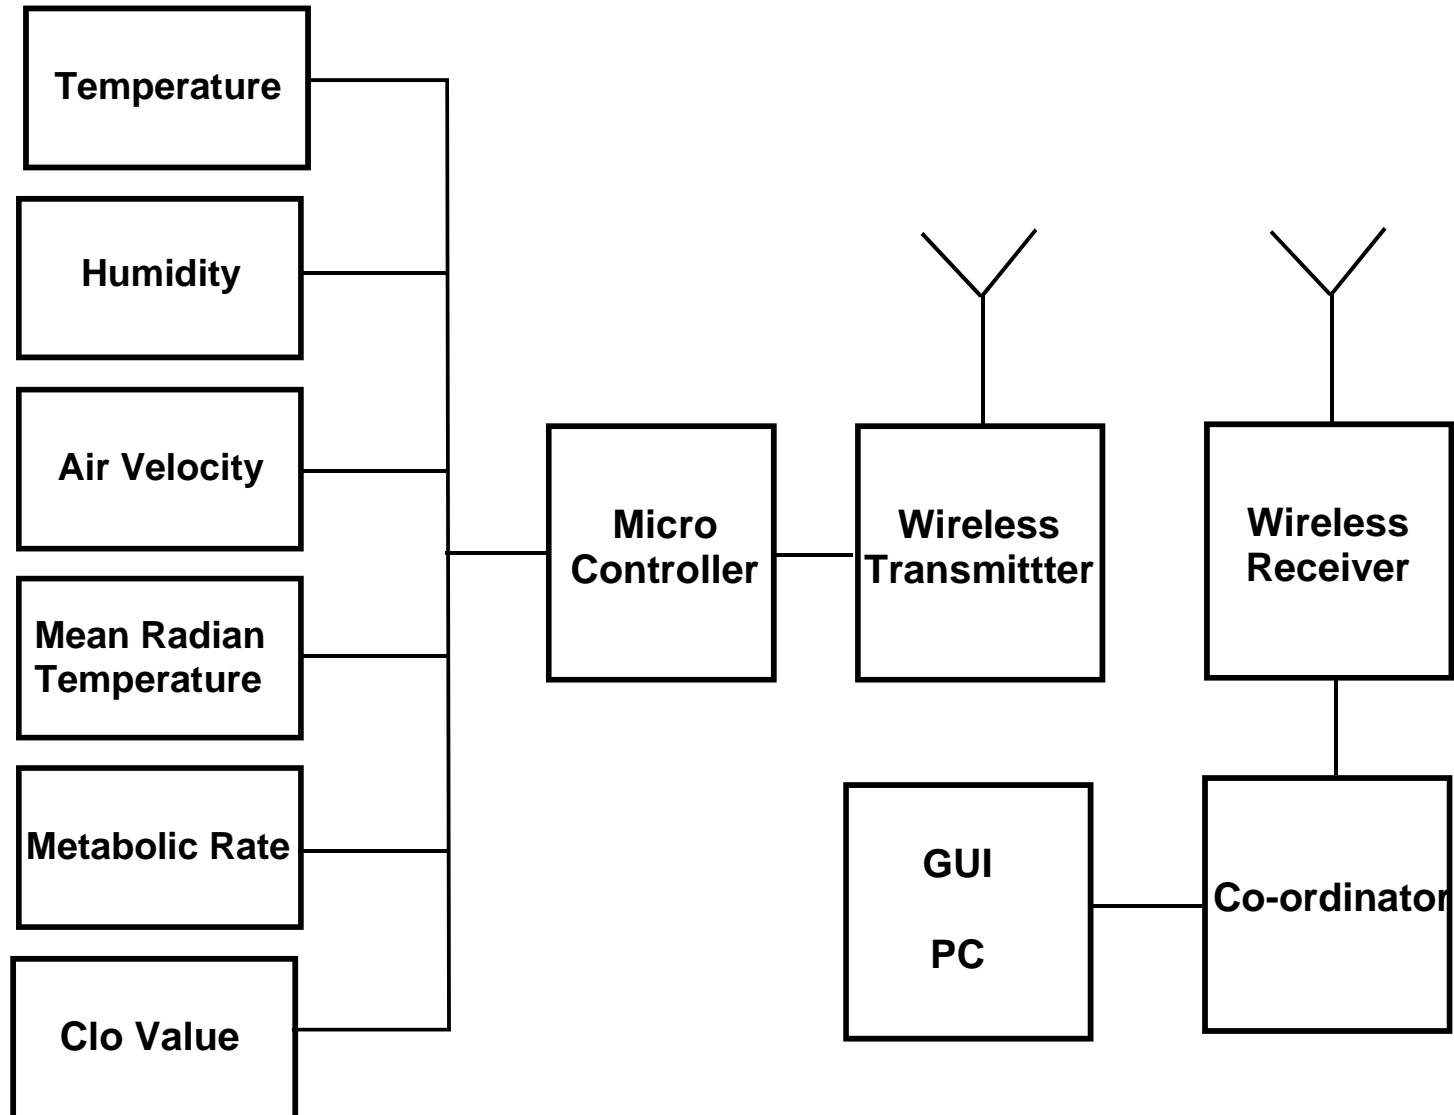 Temperature
Humidity
Air Velocity
Mean Radian
Temperature
Metabolic Rate
Clo Value
Micro
Controller
Wireless
Transmittter
Wireless
Receiver
GUI
PC
Co-ordinator